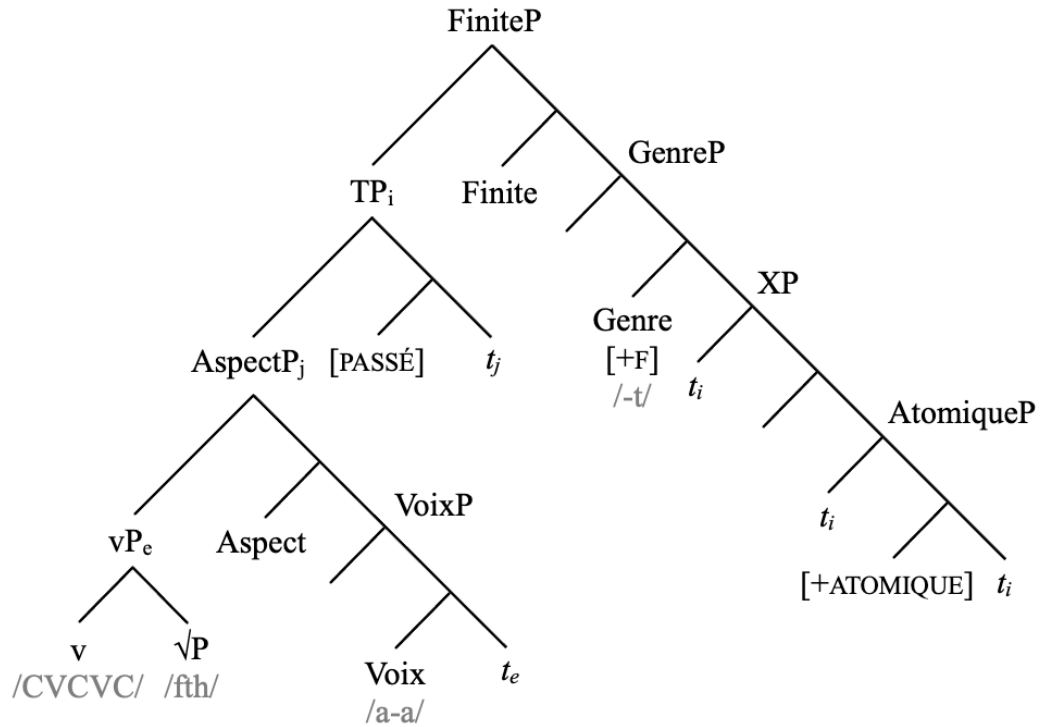 FiniteP
GenreP
TPᵢ Finite
XP
Genre
AspectPⱼ [PASSÉ] tⱼ [+F] tᵢ
/-t/
AtomiqueP
VoixP
vPₑ Aspect tᵢ
[+ATOMIQUE] tᵢ
v √P Voix tₑ
/CVCVC/ /fth/ /a-a/